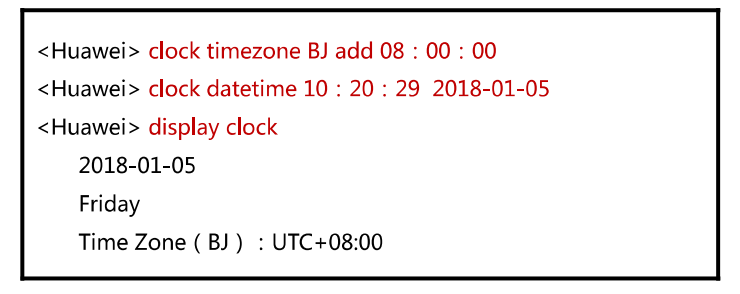 <Huawei> clock timezone BJ add 08：00：00
<Huawei> clock datetime 10：20：29 2018-01-05
<Huawei> display clock
2018-01-05
Friday
Time Zone（BJ）：UTC+08:00